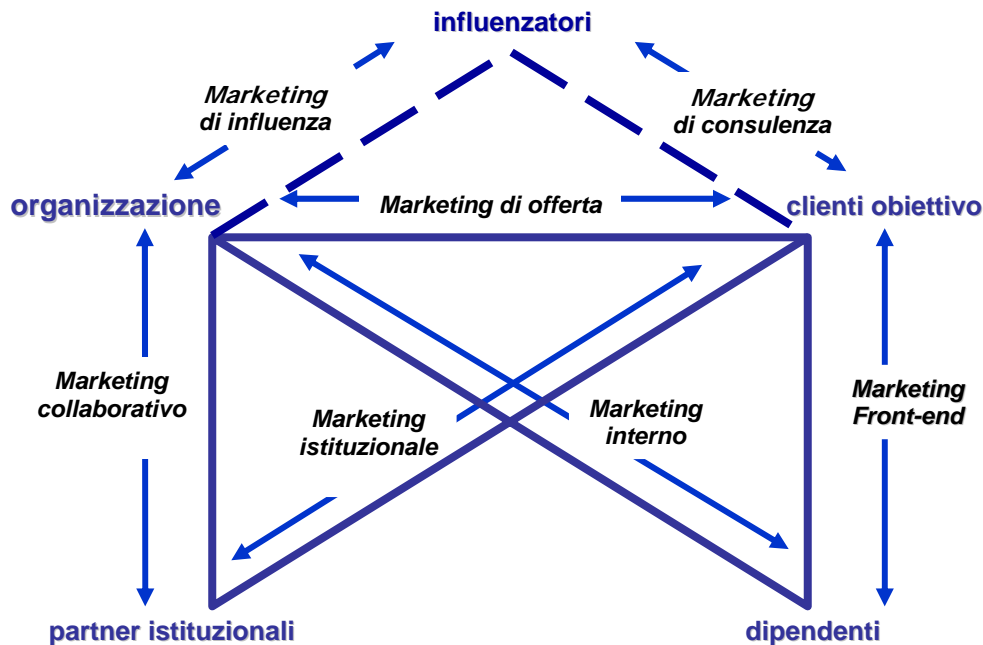 influenzatori
Marketing
di influenza
Marketing
di consulenza
organizzazione
Marketing di offerta
clienti obiettivo
Marketing
collaborativo
Marketing
istituzionale
Marketing
interno
Marketing
Front-end
partner istituzionali
dipendenti